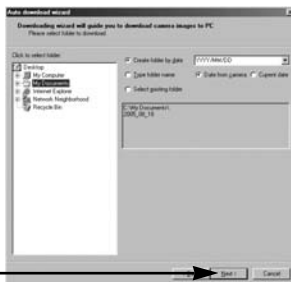 Auto download wizard
Downloading wizard will guide you to download camera images to PC
Please select folder to download.
Click to select folder
Desktop
My Computer
My Documents
Internet Explorer
Network Neighborhood
Recycle Bin
Create folder by date
YYYY/MM/DD
Type folder name
Date from camera
Current date
Select existing folder
C:\My Documents\
2005_08_19
Next >
Cancel